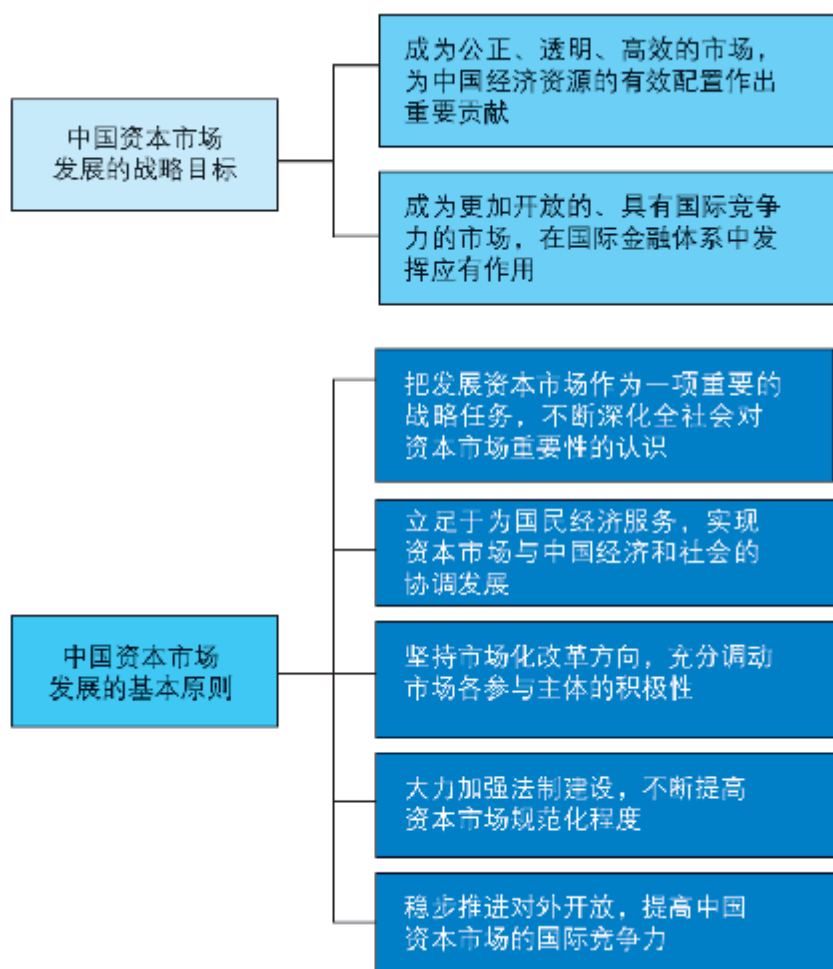 中国资本市场
发展的战略目标
成为公正、透明、高效的市场，
为中国经济资源的有效配置作出
重要贡献
成为更加开放的、具有国际竞争
力的市场，在国际金融体系中发
挥应有作用
中国资本市场
发展的基本原则
把发展资本市场作为一项重要的
战略任务，不断深化全社会对
资本市场重要性的认识
立足于为国民经济服务，实现
资本市场与中国经济和社会的
协调发展
坚持市场化改革方向，充分调动
市场各参与主体的积极性
大力加强法制建设，不断提高
资本市场规范化程度
稳步推进对外开放，提高中国
资本市场的国际竞争力